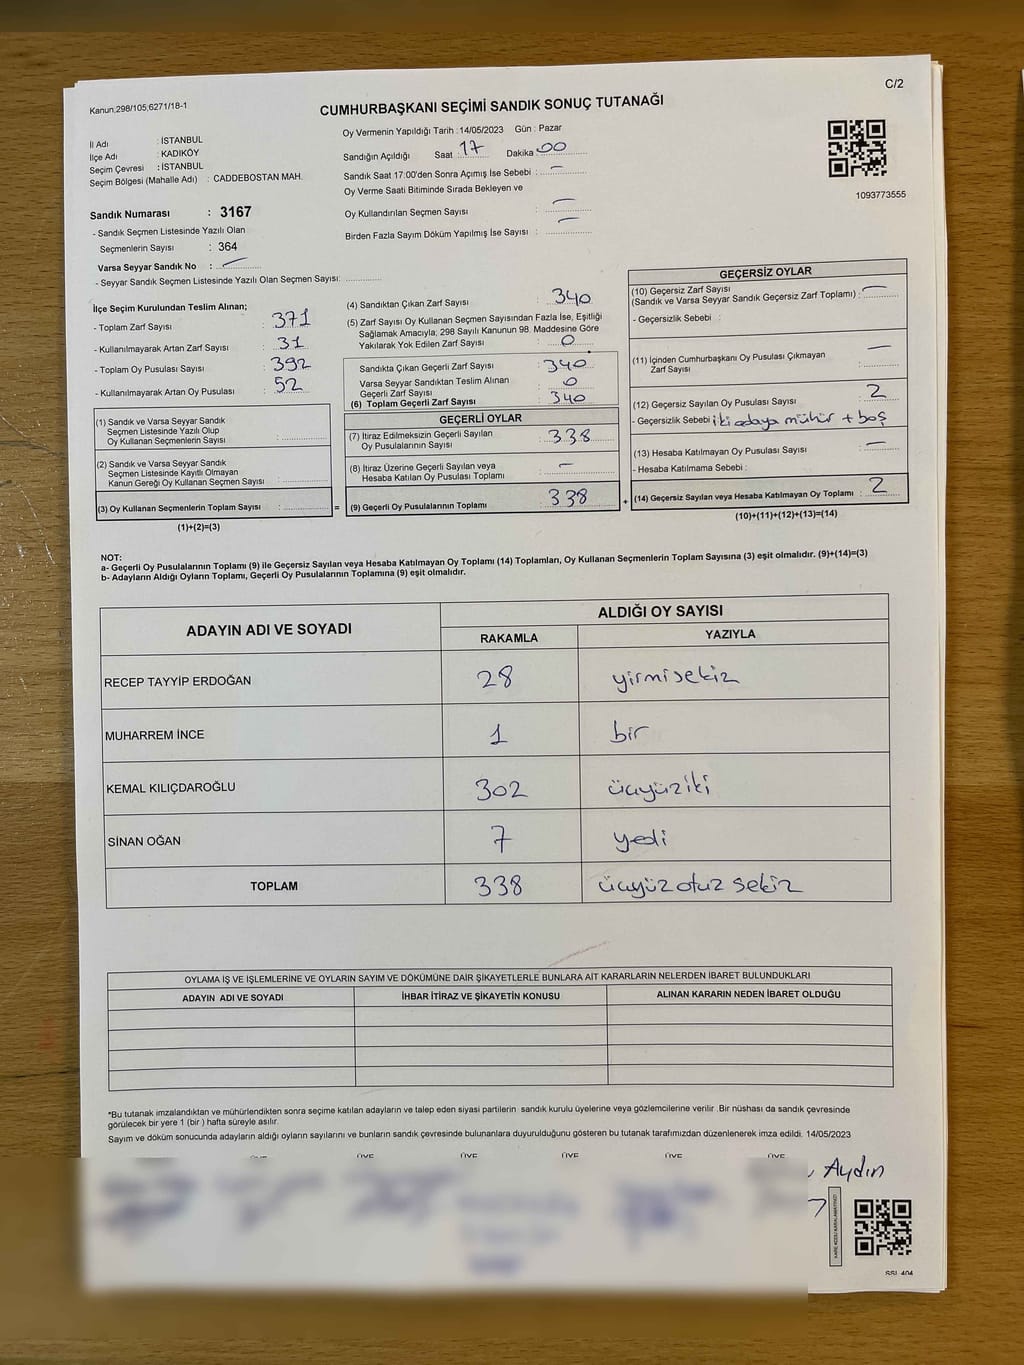 C/2
Kanun,298/105;6271/18-1
CUMHURBAŞKANI SEÇİMİ SANDIK SONUÇ TUTANAĞI
İl Adı : İSTANBUL
İlçe Adı : KADIKÖY
Seçim Çevresi : İSTANBUL
Seçim Bölgesi (Mahalle Adı) : CADDEBOSTAN MAH.
Sandık Numarası : 3167
- Sandık Seçmen Listesinde Yazılı Olan
Seçmenlerin Sayısı : 364
Varsa Seyyar Sandık No : —
- Seyyar Sandık Seçmen Listesinde Yazılı Olan Seçmen Sayısı:
Oy Vermenin Yapıldığı Tarih :14/05/2023 Gün : Pazar
Sandığın Açıldığı Saat : 17 Dakika : 00
Sandık Saat 17:00'den Sonra Açımış İse Sebebi : —
Oy Verme Saati Bitiminde Sırada Bekleyen ve
Oy Kullandırılan Seçmen Sayısı : —
Birden Fazla Sayım Döküm Yapılmış İse Sayısı : —
1093773555
İlçe Seçim Kurulundan Teslim Alınan;
- Toplam Zarf Sayısı : 371
- Kullanılmayarak Artan Zarf Sayısı : 31
- Toplam Oy Pusulası Sayısı : 392
- Kullanılmayarak Artan Oy Pusulası : 52
(1) Sandık ve Varsa Seyyar Sandık
Seçmen Listesinde Yazılı Olup
Oy Kullanan Seçmenlerin Sayısı :
(2) Sandık ve Varsa Seyyar Sandık
Seçmen Listesinde Kayıtlı Olmayan
Kanun Gereği Oy Kullanan Seçmen Sayısı :
(3) Oy Kullanan Seçmenlerin Toplam Sayısı : =
(1)+(2)=(3)
(4) Sandıktan Çıkan Zarf Sayısı : 340
(5) Zarf Sayısı Oy Kullanan Seçmen Sayısından Fazla İse, Eşitliği
Sağlamak Amacıyla, 298 Sayılı Kanunun 98. Maddesine Göre
Yakılarak Yok Edilen Zarf Sayısı : 0
Sandıkta Çıkan Geçerli Zarf Sayısı : 340
Varsa Seyyar Sandıktan Teslim Alınan
Geçerli Zarf Sayısı : 0
(6) Toplam Geçerli Zarf Sayısı : 340
GEÇERLİ OYLAR
(7) İtiraz Edilmeksizin Geçerli Sayılan
Oy Pusulalarının Sayısı : 338
(8) İtiraz Üzerine Geçerli Sayılan veya
Hesaba Katılan Oy Pusulası Toplamı : —
(9) Geçerli Oy Pusulalarının Toplamı : 338 +
GEÇERSİZ OYLAR
(10) Geçersiz Zarf Sayısı
(Sandık ve Varsa Seyyar Sandık Geçersiz Zarf Toplamı) : —
- Geçersizlik Sebebi :
(11) İçinden Cumhurbaşkanı Oy Pusulası Çıkmayan
Zarf Sayısı : —
(12) Geçersiz Sayılan Oy Pusulası Sayısı : 2
- Geçersizlik Sebebi : iki adaya mühür + boş
(13) Hesaba Katılmayan Oy Pusulası Sayısı : —
- Hesaba Katılmama Sebebi :
(14) Geçersiz Sayılan veya Hesaba Katılmayan Oy Toplamı : 2
(10)+(11)+(12)+(13)=(14)
NOT:
a- Geçerli Oy Pusulalarının Toplamı (9) ile Geçersiz Sayılan veya Hesaba Katılmayan Oy Toplamı (14) Toplamları, Oy Kullanan Seçmenlerin Toplam Sayısına (3) eşit olmalıdır. (9)+(14)=(3)
b- Adayların Aldığı Oyların Toplamı, Geçerli Oy Pusulalarının Toplamına (9) eşit olmalıdır.
ADAYIN ADI VE SOYADI ALDIĞI OY SAYISI
RAKAMLA YAZIYLA
RECEP TAYYİP ERDOĞAN 28 yirmisekiz
MUHARREM İNCE 1 bir
KEMAL KILIÇDAROĞLU 302 üçyüziki
SİNAN OĞAN 7 yedi
TOPLAM 338 üçyüzotuz sekiz
OYLAMA İŞ VE İŞLEMLERİNE VE OYLARIN SAYIM VE DÖKÜMÜNE DAİR ŞİKAYETLERLE BUNLARA AİT KARARLARIN NELERDEN İBARET BULUNDUKLARI
ADAYIN ADI VE SOYADI İHBAR İTİRAZ VE ŞİKAYETİN KONUSU ALINAN KARARIN NEDEN İBARET OLDUĞU
*Bu tutanak imzalandıktan ve mühürlendikten sonra seçime katılan adayların ve talep eden siyasi partilerin sandık kurulu üyelerine veya gözlemcilerine verilir .Bir nüshası da sandık çevresinde
görülecek bir yere 1 (bir ) hafta süreyle asılır.
Sayım ve döküm sonucunda adayların aldığı oyların sayılarını ve bunların sandık çevresinde bulunanlara duyurulduğunu gösteren bu tutanak tarafımızdan düzenlenerek imza edildi. 14/05/2023
ÜYE ÜYE ÜYE ÜYE ÜYE ÜYE
Aydın